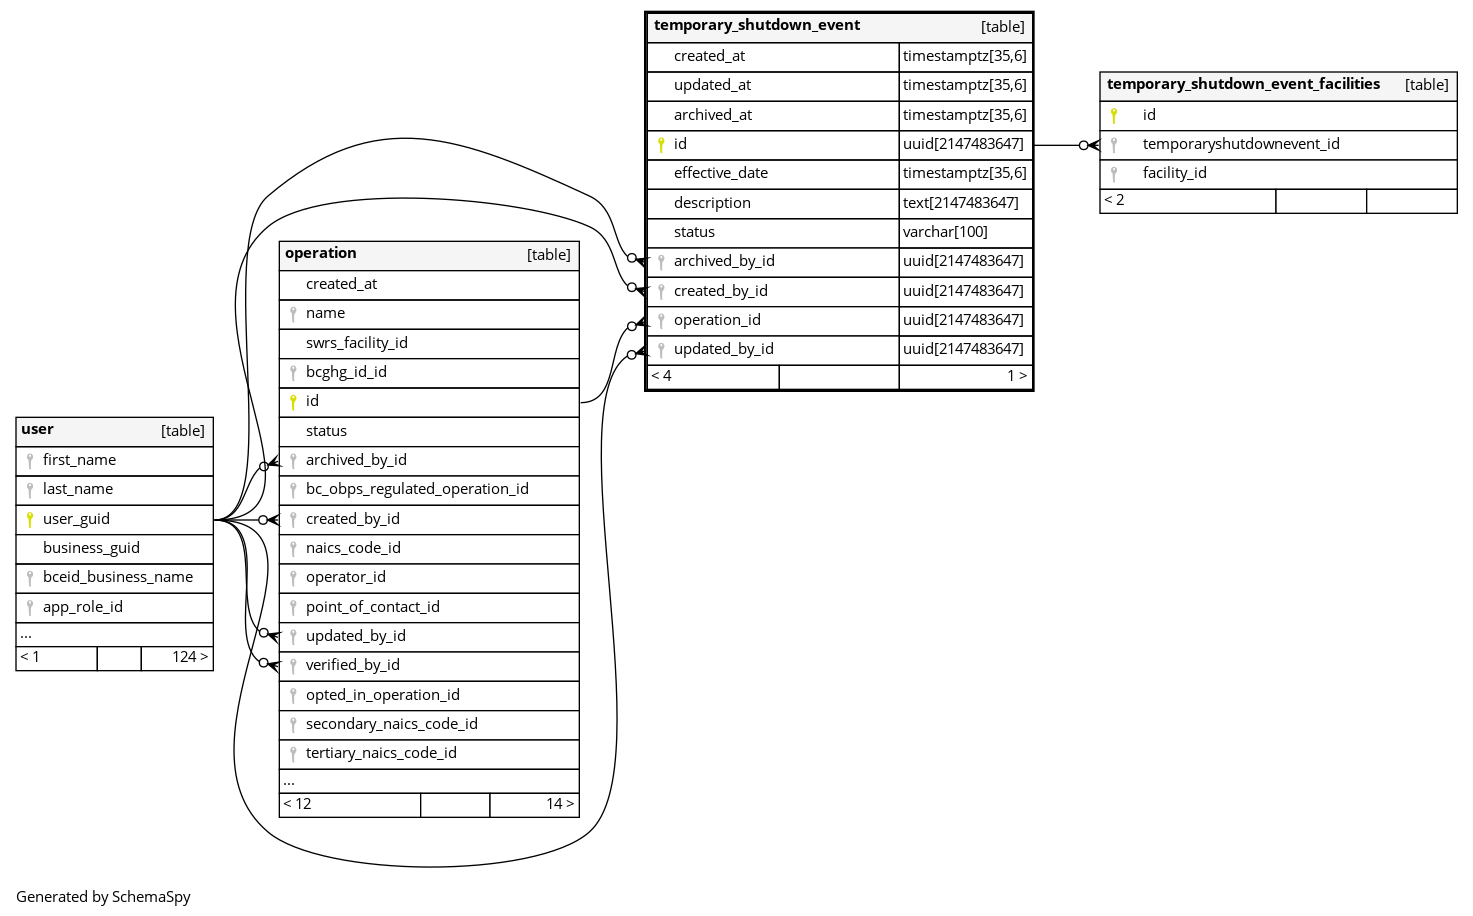 temporary_shutdown_event [table]
created_at timestamptz[35,6]
updated_at timestamptz[35,6]
archived_at timestamptz[35,6]
id uuid[2147483647]
effective_date timestamptz[35,6]
description text[2147483647]
status varchar[100]
archived_by_id uuid[2147483647]
created_by_id uuid[2147483647]
operation_id uuid[2147483647]
updated_by_id uuid[2147483647]
< 4 1 >
temporary_shutdown_event_facilities [table]
id
temporaryshutdownevent_id
facility_id
< 2
operation [table]
created_at
name
swrs_facility_id
bcghg_id_id
id
status
archived_by_id
bc_obps_regulated_operation_id
created_by_id
naics_code_id
operator_id
point_of_contact_id
updated_by_id
verified_by_id
opted_in_operation_id
secondary_naics_code_id
tertiary_naics_code_id
...
< 12 14 >
user [table]
first_name
last_name
user_guid
business_guid
bceid_business_name
app_role_id
...
< 1 124 >
Generated by SchemaSpy